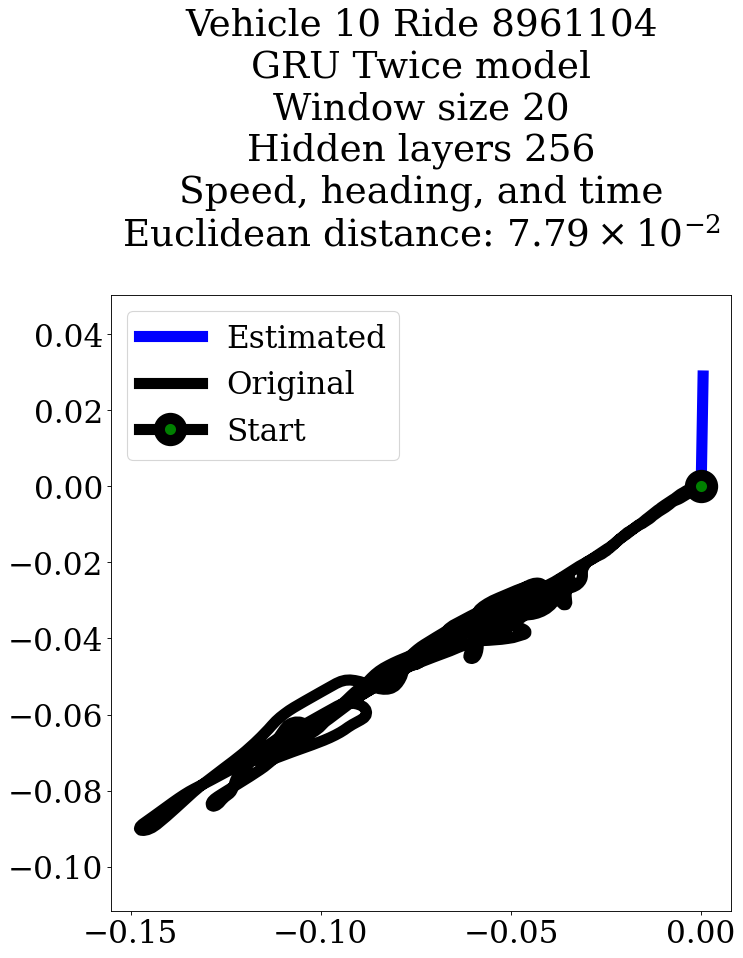 Vehicle 10 Ride 8961104
GRU Twice model
Window size 20
Hidden layers 256
Speed, heading, and time
Euclidean distance: 7.79 × 10⁻²
Estimated
Original
Start
0.04
0.02
0.00
−0.02
−0.04
−0.06
−0.08
−0.10
−0.15 −0.10 −0.05 0.00